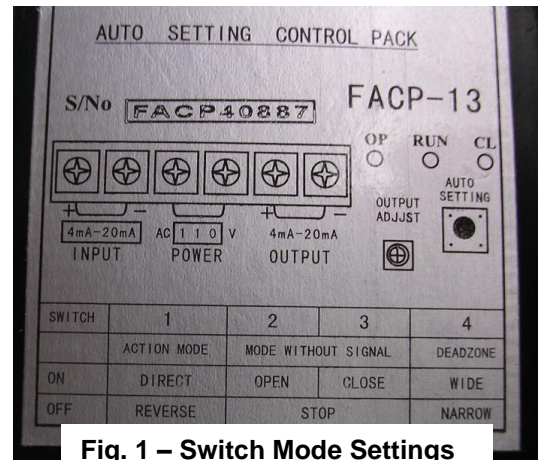 AUTO SETTING CONTROL PACK
S/No FACP40887 FACP-13
OP RUN CL
AUTO SETTING
OUTPUT ADJJST
+ - + -
4mA-20mA AC 110 V 4mA-20mA
INPUT POWER OUTPUT
SWITCH 1 2 3 4
ACTION MODE MODE WITHOUT SIGNAL DEADZONE
ON DIRECT OPEN CLOSE WIDE
OFF REVERSE STOP NARROW
Fig. 1 – Switch Mode Settings